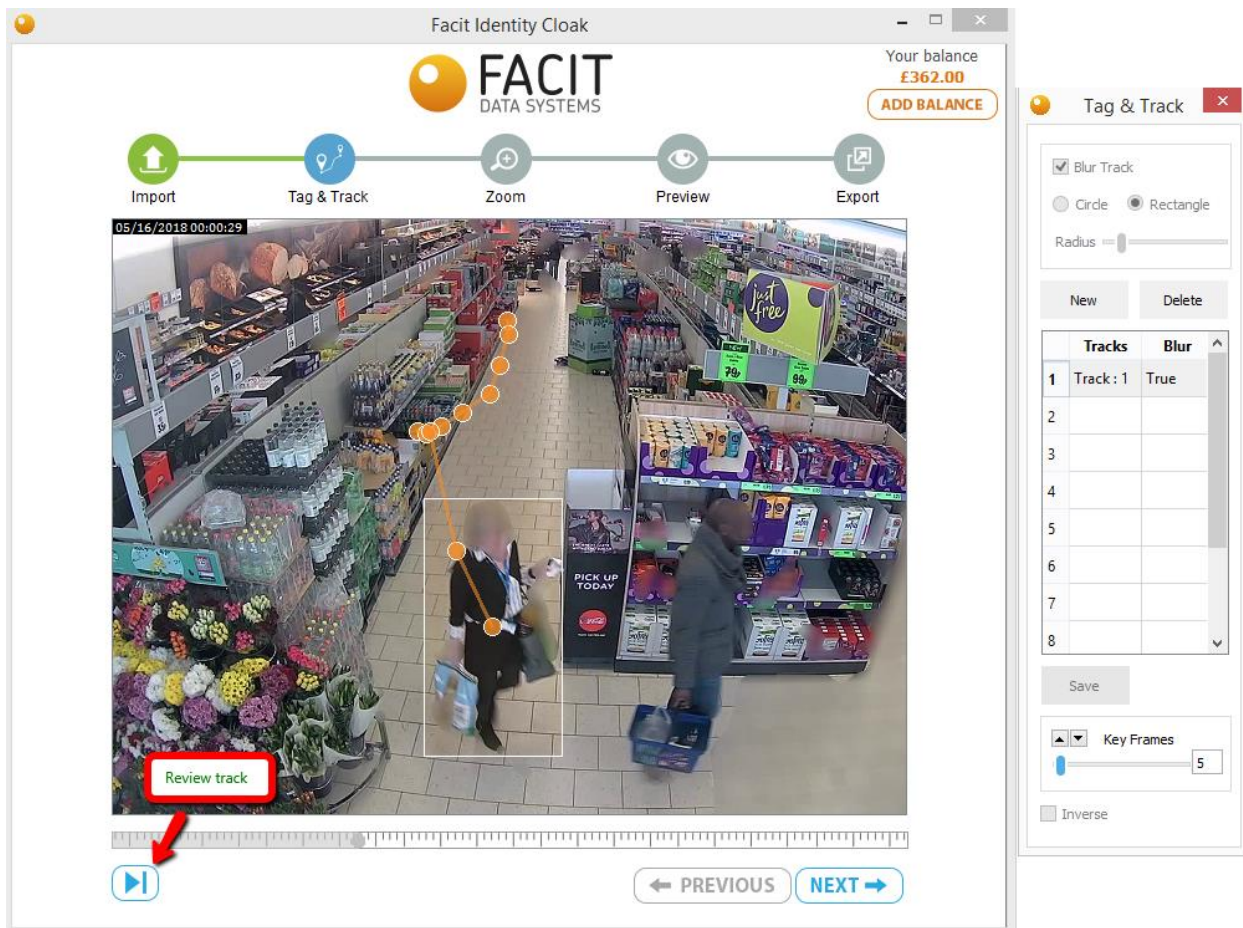 Facit Identity Cloak
FACIT
DATA SYSTEMS
Your balance
£362.00
ADD BALANCE
Import
Tag & Track
Zoom
Preview
Export
05/16/2018 00:00:29
just
free
79p
99p
PICK UP
TODAY
Review track
PREVIOUS
NEXT
Tag & Track
Blur Track
Circle
Rectangle
Radius
New
Delete
Tracks Blur
1 Track : 1 True
2
3
4
5
6
7
8
Save
Key Frames
5
Inverse